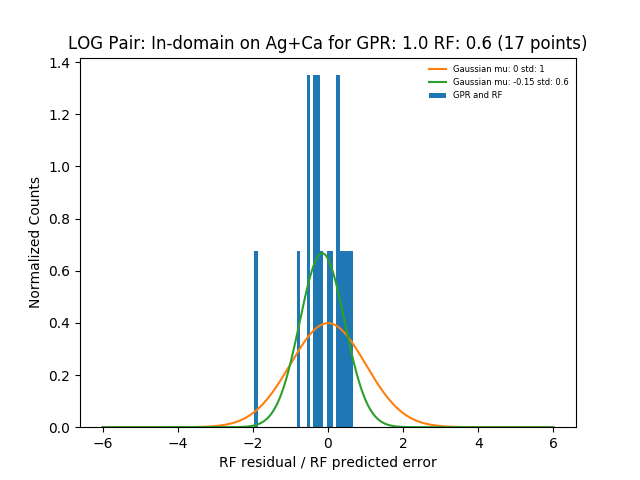 LOG Pair: In-domain on Ag+Ca for GPR: 1.0 RF: 0.6 (17 points)
Gaussian mu: 0 std: 1
Gaussian mu: -0.15 std: 0.6
GPR and RF
Normalized Counts
1.4
1.2
1.0
0.8
0.6
0.4
0.2
0.0
−6 −4 −2 0 2 4 6
RF residual / RF predicted error